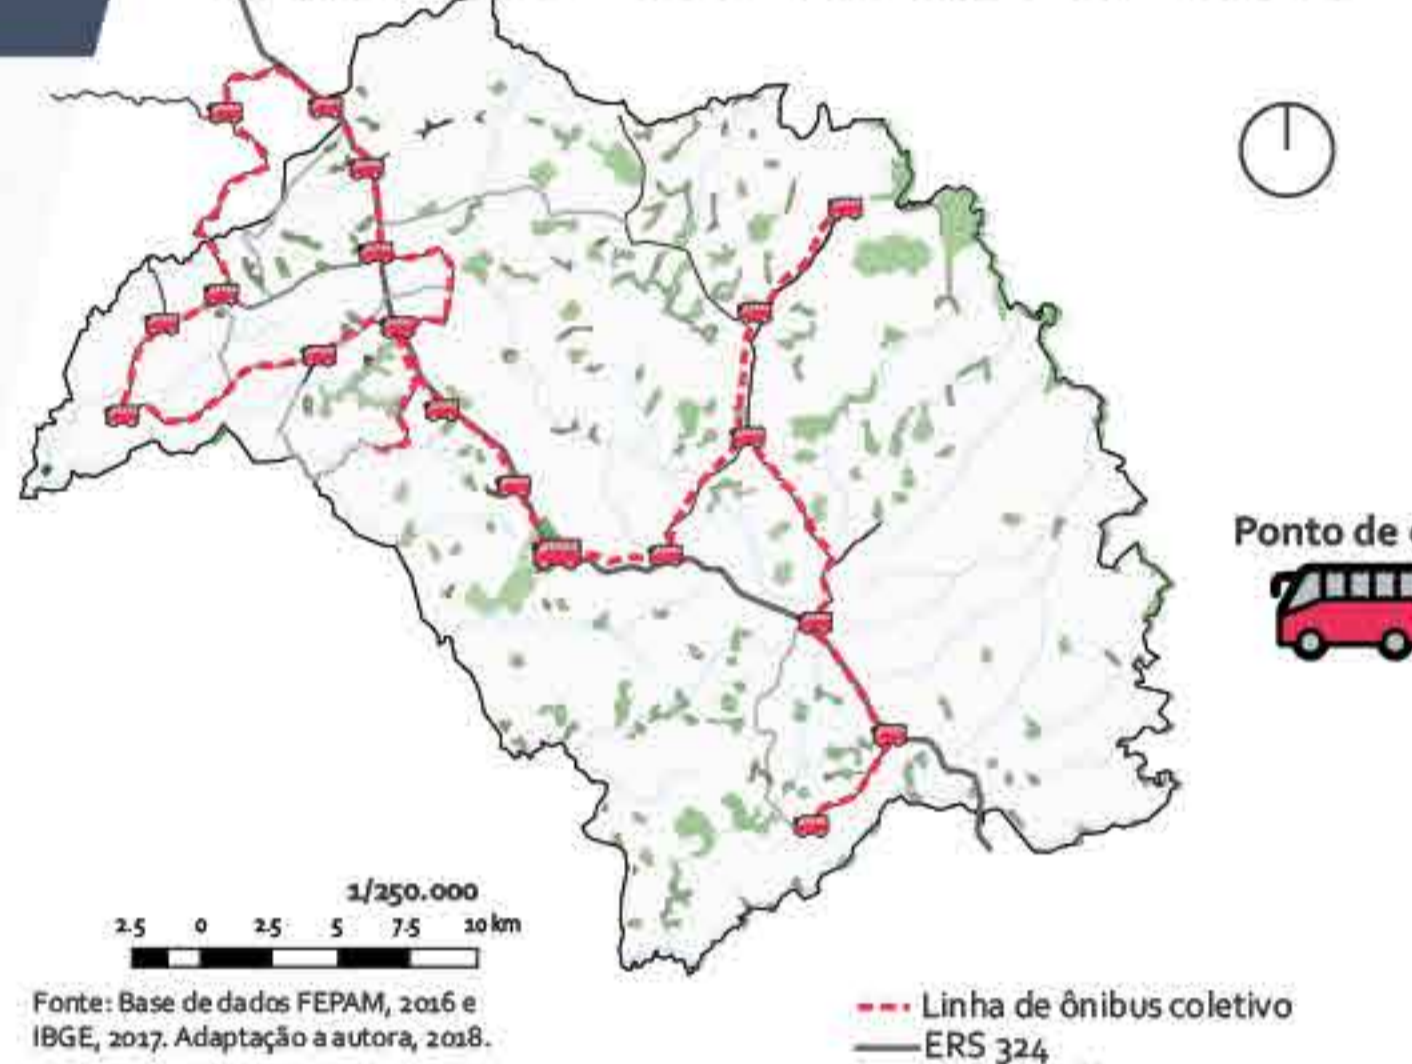 Ponto de
1/250.000
2.5 0 2.5 5 7.5 10 km
Fonte: Base de dados FEPAM, 2016 e
IBGE, 2017. Adaptação a autora, 2018.
Linha de ônibus coletivo
ERS 324